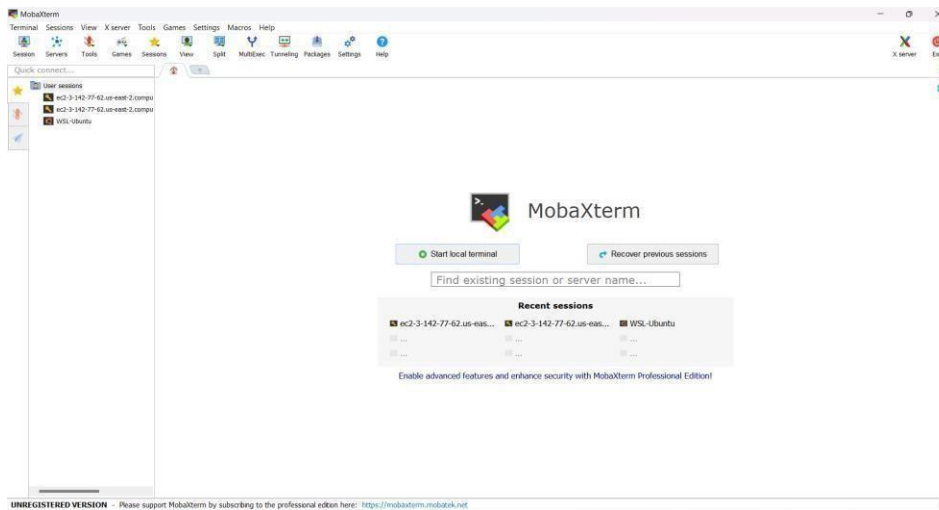 MobaXterm
Terminal Sessions View X server Tools Games Settings Macros Help
Session Servers Tools Games Sessions View Split MultiExec Tunneling Packages Settings Help X server
Quick connect...
User sessions
ec2-3-142-77-62.us-east-2.compu
ec2-3-142-77-62.us-east-2.compu
WSL-Ubuntu
MobaXterm
Start local terminal Recover previous sessions
Find existing session or server name...
Recent sessions
ec2-3-142-77-62.us-eas... ec2-3-142-77-62.us-eas... WSL-Ubuntu
... ... ...
... ... ...
Enable advanced features and enhance security with MobaXterm Professional Edition!
UNREGISTERED VERSION - Please support MobaXterm by subscribing to the professional edition here: https://mobaxterm.mobatek.net